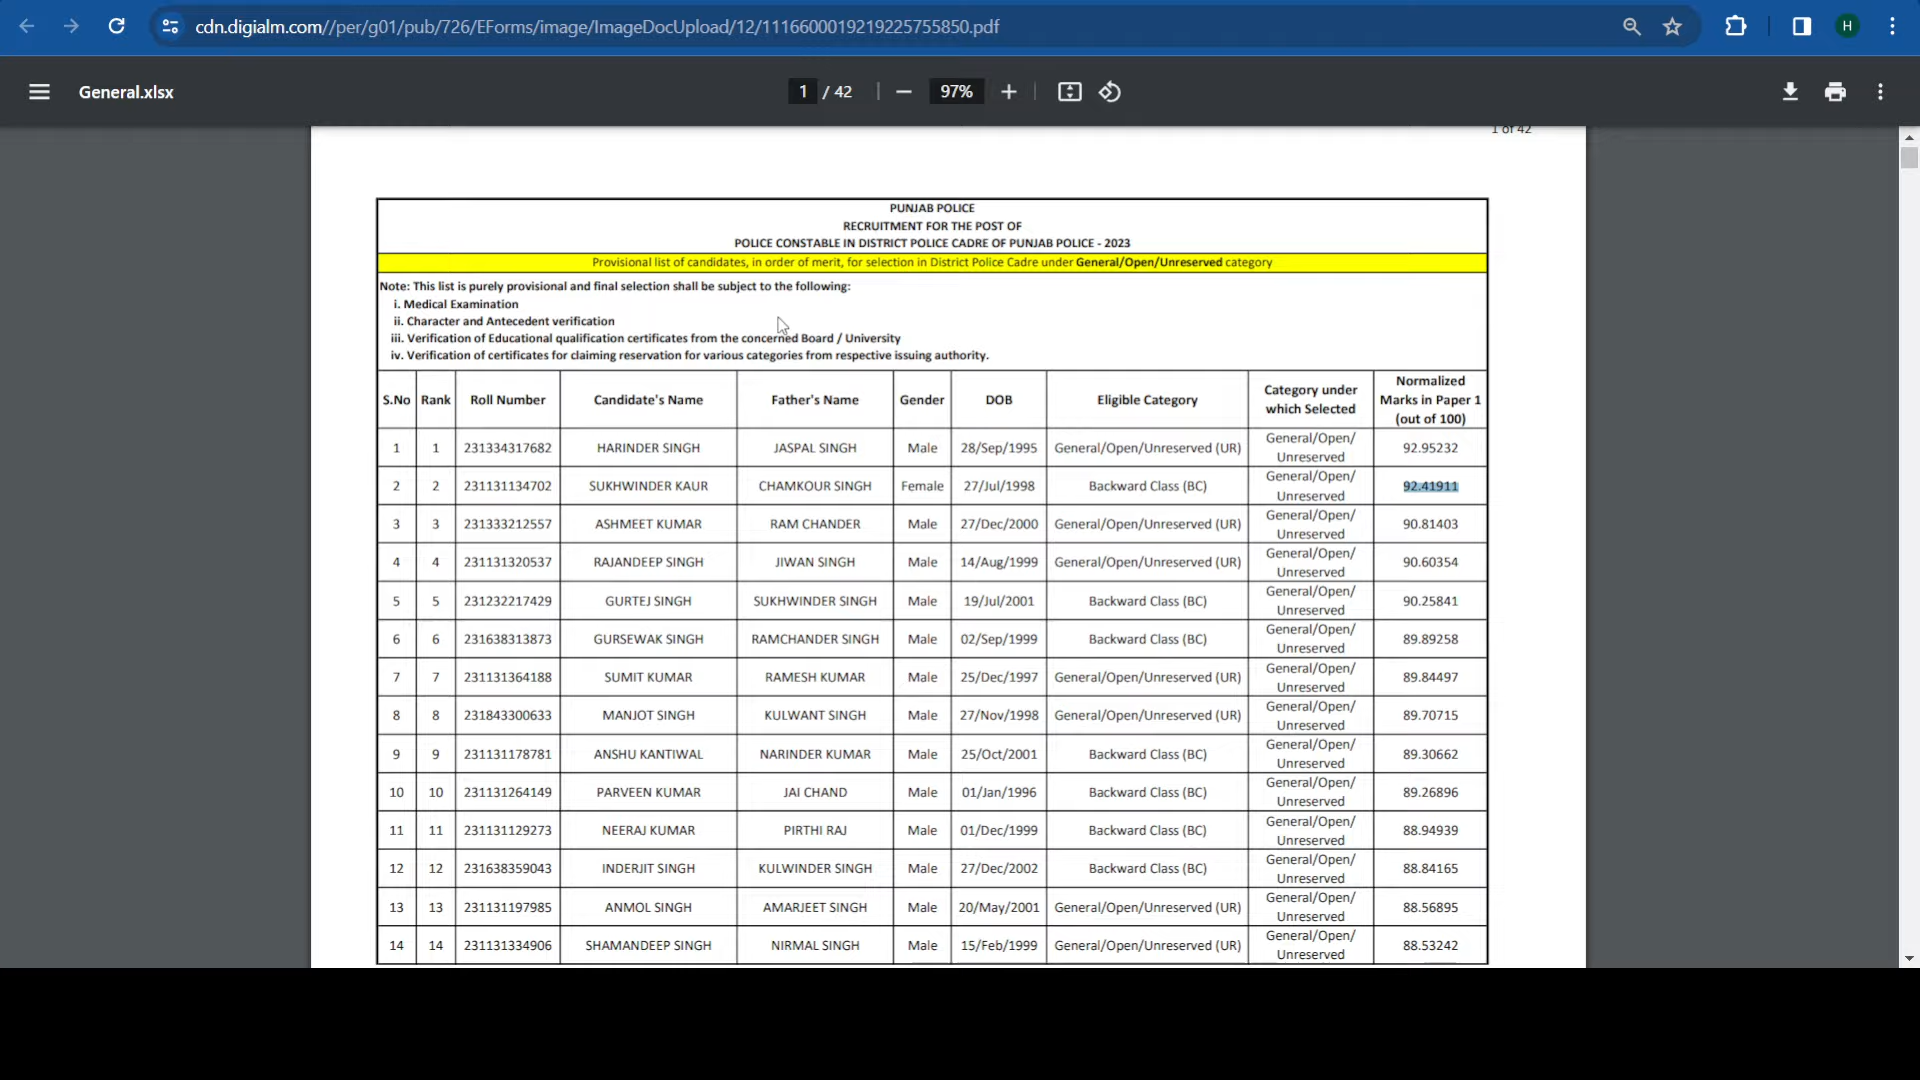 cdn.digialm.com//per/g01/pub/726/EForms/image/ImageDocUpload/12/1116600019219225755850.pdf
H
General.xlsx
1 / 42
97%
1 of 42
PUNJAB POLICE
RECRUITMENT FOR THE POST OF
POLICE CONSTABLE IN DISTRICT POLICE CADRE OF PUNJAB POLICE - 2023
Provisional list of candidates, in order of merit, for selection in District Police Cadre under General/Open/Unreserved category
Note: This list is purely provisional and final selection shall be subject to the following:
i. Medical Examination
ii. Character and Antecedent verification
iii. Verification of Educational qualification certificates from the concerned Board / University
iv. Verification of certificates for claiming reservation for various categories from respective issuing authority.
S.No Rank Roll Number Candidate's Name Father's Name Gender DOB Eligible Category Category under which Selected Normalized Marks in Paper 1 (out of 100)
1 1 231334317682 HARINDER SINGH JASPAL SINGH Male 28/Sep/1995 General/Open/Unreserved (UR) General/Open/ Unreserved 92.95232
2 2 231131134702 SUKHWINDER KAUR CHAMKOUR SINGH Female 27/Jul/1998 Backward Class (BC) General/Open/ Unreserved 92.41911
3 3 231333212557 ASHMEET KUMAR RAM CHANDER Male 27/Dec/2000 General/Open/Unreserved (UR) General/Open/ Unreserved 90.81403
4 4 231131320537 RAJANDEEP SINGH JIWAN SINGH Male 14/Aug/1999 General/Open/Unreserved (UR) General/Open/ Unreserved 90.60354
5 5 231232217429 GURTEJ SINGH SUKHWINDER SINGH Male 19/Jul/2001 Backward Class (BC) General/Open/ Unreserved 90.25841
6 6 231638313873 GURSEWAK SINGH RAMCHANDER SINGH Male 02/Sep/1999 Backward Class (BC) General/Open/ Unreserved 89.89258
7 7 231131364188 SUMIT KUMAR RAMESH KUMAR Male 25/Dec/1997 General/Open/Unreserved (UR) General/Open/ Unreserved 89.84497
8 8 231843300633 MANJOT SINGH KULWANT SINGH Male 27/Nov/1998 General/Open/Unreserved (UR) General/Open/ Unreserved 89.70715
9 9 231131178781 ANSHU KANTIWAL NARINDER KUMAR Male 25/Oct/2001 Backward Class (BC) General/Open/ Unreserved 89.30662
10 10 231131264149 PARVEEN KUMAR JAI CHAND Male 01/Jan/1996 Backward Class (BC) General/Open/ Unreserved 89.26896
11 11 231131129273 NEERAJ KUMAR PIRTHI RAJ Male 01/Dec/1999 Backward Class (BC) General/Open/ Unreserved 88.94939
12 12 231638359043 INDERJIT SINGH KULWINDER SINGH Male 27/Dec/2002 Backward Class (BC) General/Open/ Unreserved 88.84165
13 13 231131197985 ANMOL SINGH AMARJEET SINGH Male 20/May/2001 General/Open/Unreserved (UR) General/Open/ Unreserved 88.56895
14 14 231131334906 SHAMANDEEP SINGH NIRMAL SINGH Male 15/Feb/1999 General/Open/Unreserved (UR) General/Open/ Unreserved 88.53242